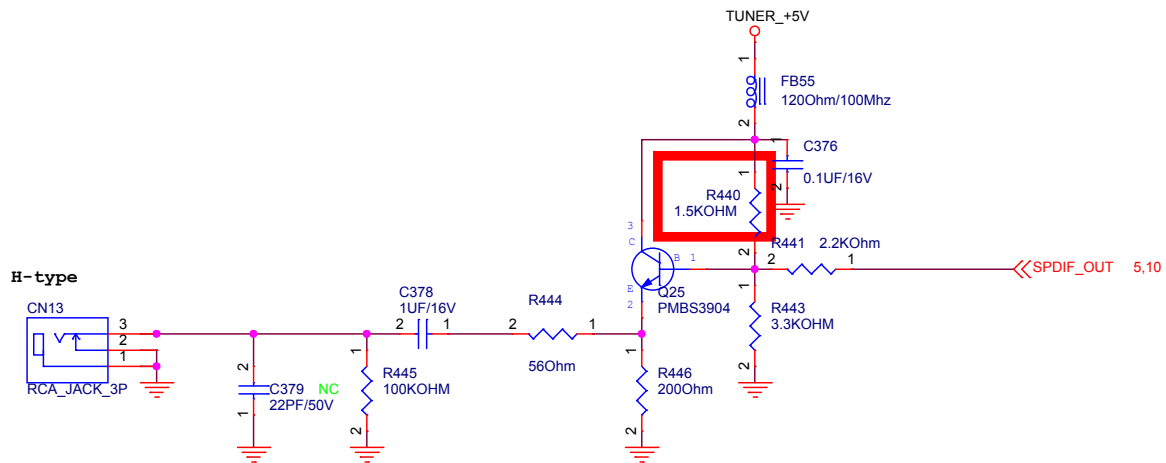 TUNER_+5V
1
FB55
120Ohm/100Mhz
2
1
C376
0.1UF/16V
2
1
R440
1.5KOHM
2
3
C
R441
2.2KOhm
2
1
B
1
SPDIF_OUT
5,10
E
2
Q25
PMBS3904
1
R443
3.3KOHM
2
H-type
CN13
3
2
1
RCA_JACK_3P
C378
1UF/16V
2
1
R444
2
1
56Ohm
2
C379
NC
22PF/50V
1
1
R445
100KOHM
2
1
R446
200Ohm
2